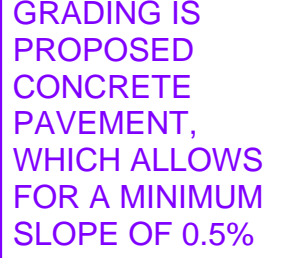 GRADING IS
PROPOSED
CONCRETE
PAVEMENT,
WHICH ALLOWS
FOR A MINIMUM
SLOPE OF 0.5%